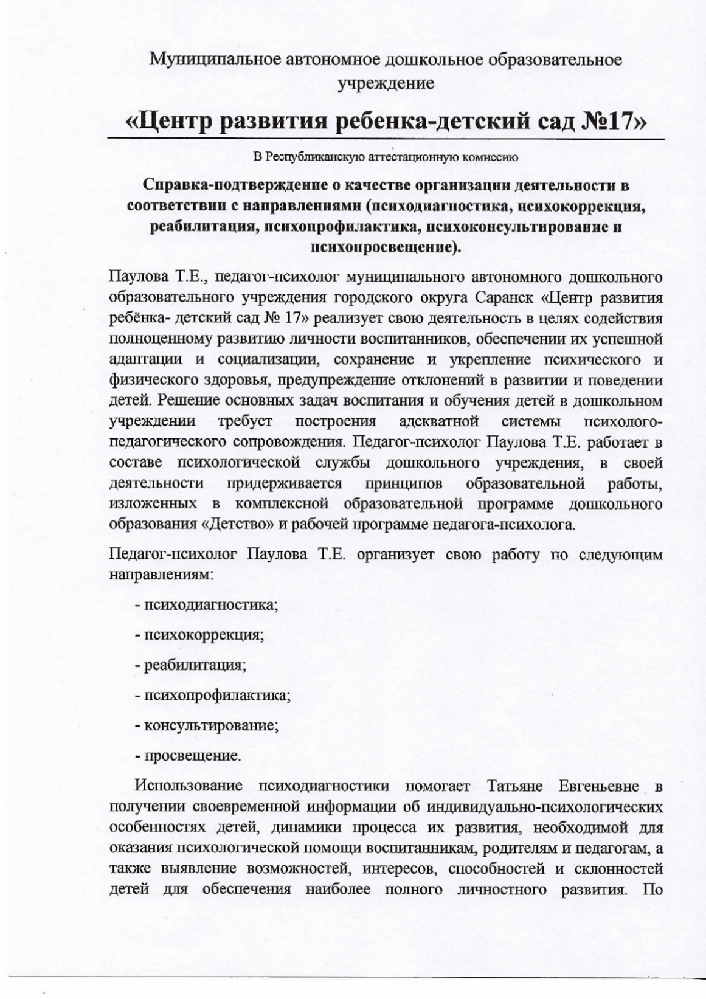 Муниципальное автономное дошкольное образовательное
учреждение
«Центр развития ребенка-детский сад №17»
В Республиканскую аттестационную комиссию
Справка-подтверждение о качестве организации деятельности в
соответствии с направлениями (психодиагностика, психокоррекция,
реабилитация, психопрофилактика, психоконсультирование и
психопросвещение).
Паулова Т.Е., педагог-психолог муниципального автономного дошкольного
образовательного учреждения городского округа Саранск «Центр развития
ребёнка- детский сад № 17» реализует свою деятельность в целях содействия
полноценному развитию личности воспитанников, обеспечении их успешной
адаптации и социализации, сохранение и укрепление психического и
физического здоровья, предупреждение отклонений в развитии и поведении
детей. Решение основных задач воспитания и обучения детей в дошкольном
учреждении требует построения адекватной системы психолого-
педагогического сопровождения. Педагог-психолог Паулова Т.Е. работает в
составе психологической службы дошкольного учреждения, в своей
деятельности придерживается принципов образовательной работы,
изложенных в комплексной образовательной программе дошкольного
образования «Детство» и рабочей программе педагога-психолога.
Педагог-психолог Паулова Т.Е. организует свою работу по следующим
направлениям:
- психодиагностика;
- психокоррекция;
- реабилитация;
- психопрофилактика;
- консультирование;
- просвещение.
Использование психодиагностики помогает Татьяне Евгеньевне в
получении своевременной информации об индивидуально-психологических
особенностях детей, динамики процесса их развития, необходимой для
оказания психологической помощи воспитанникам, родителям и педагогам, а
также выявление возможностей, интересов, способностей и склонностей
детей для обеспечения наиболее полного личностного развития. По